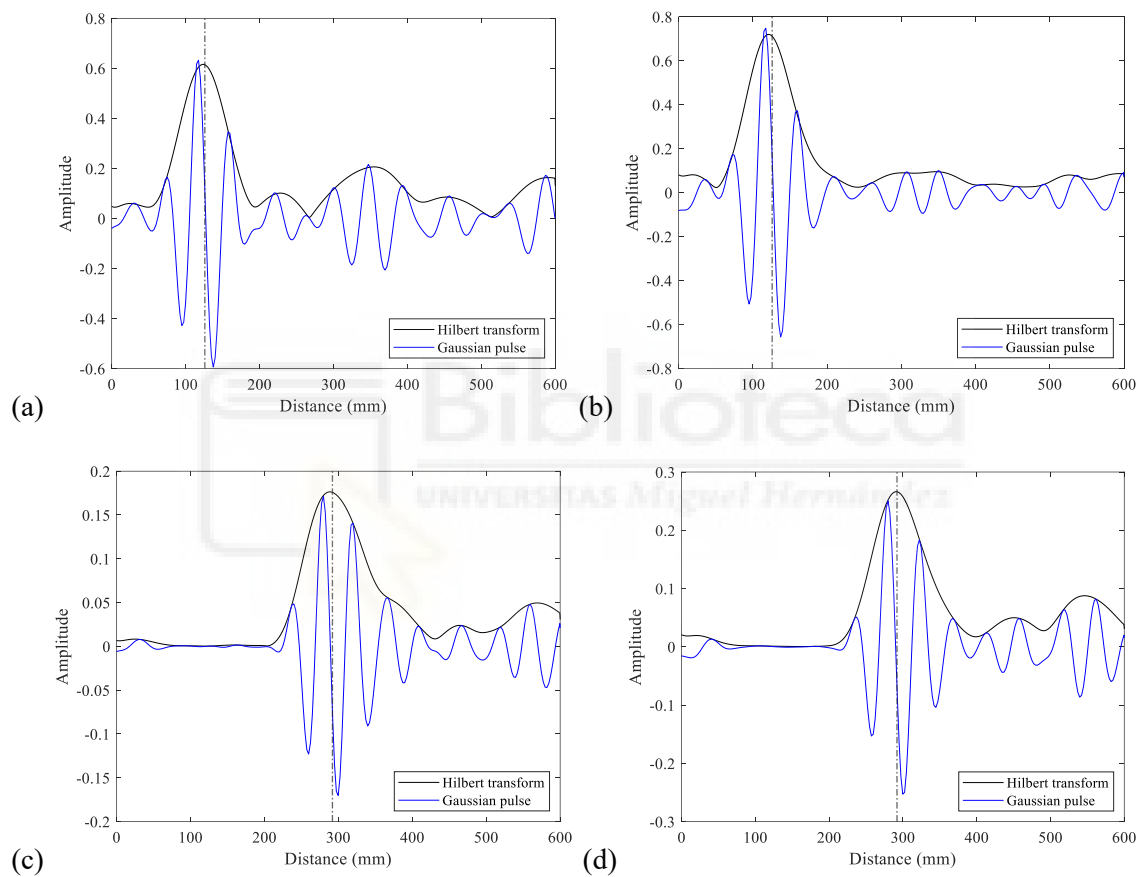 (a)
0.8
0.6
0.4
0.2
0
-0.2
-0.4
-0.6
Amplitude
0 100 200 300 400 500 600
Distance (mm)
Hilbert transform
Gaussian pulse
(b)
0.8
0.6
0.4
0.2
0
-0.2
-0.4
-0.6
-0.8
Amplitude
0 100 200 300 400 500 600
Distance (mm)
Hilbert transform
Gaussian pulse
Biblioteca
UNIVERSITAS Miguel Hernández
(c)
0.2
0.15
0.1
0.05
0
-0.05
-0.1
-0.15
-0.2
Amplitude
0 100 200 300 400 500 600
Distance (mm)
Hilbert transform
Gaussian pulse
(d)
0.3
0.2
0.1
0
-0.1
-0.2
-0.3
Amplitude
0 100 200 300 400 500 600
Distance (mm)
Hilbert transform
Gaussian pulse